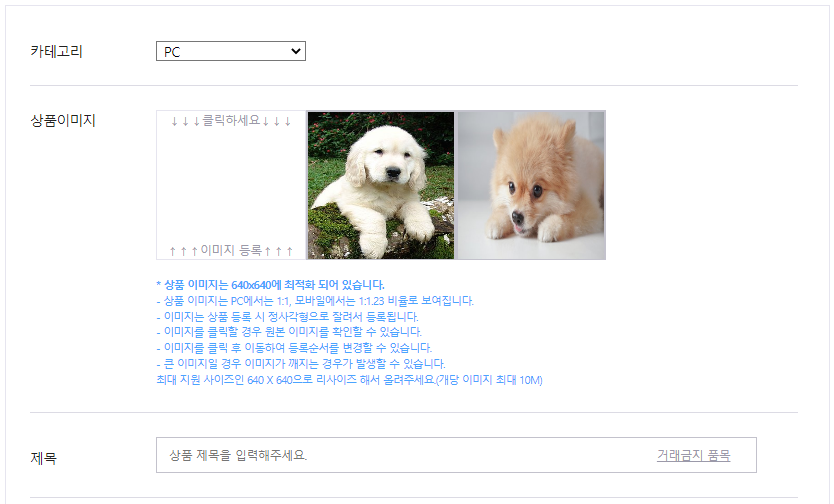 카테고리
PC
상품이미지
↓↓↓클릭하세요↓↓↓
↑↑↑이미지 등록↑↑↑
* 상품 이미지는 640x640에 최적화 되어 있습니다.
- 상품 이미지는 PC에서는 1:1, 모바일에서는 1:1.23 비율로 보여집니다.
- 이미지는 상품 등록 시 정사각형으로 잘려서 등록됩니다.
- 이미지를 클릭할 경우 원본 이미지를 확인할 수 있습니다.
- 이미지를 클릭 후 이동하여 등록순서를 변경할 수 있습니다.
- 큰 이미지일 경우 이미지가 깨지는 경우가 발생할 수 있습니다.
최대 지원 사이즈인 640 X 640으로 리사이즈 해서 올려주세요.(개당 이미지 최대 10M)
제목
상품 제목을 입력해주세요.
거래금지 품목